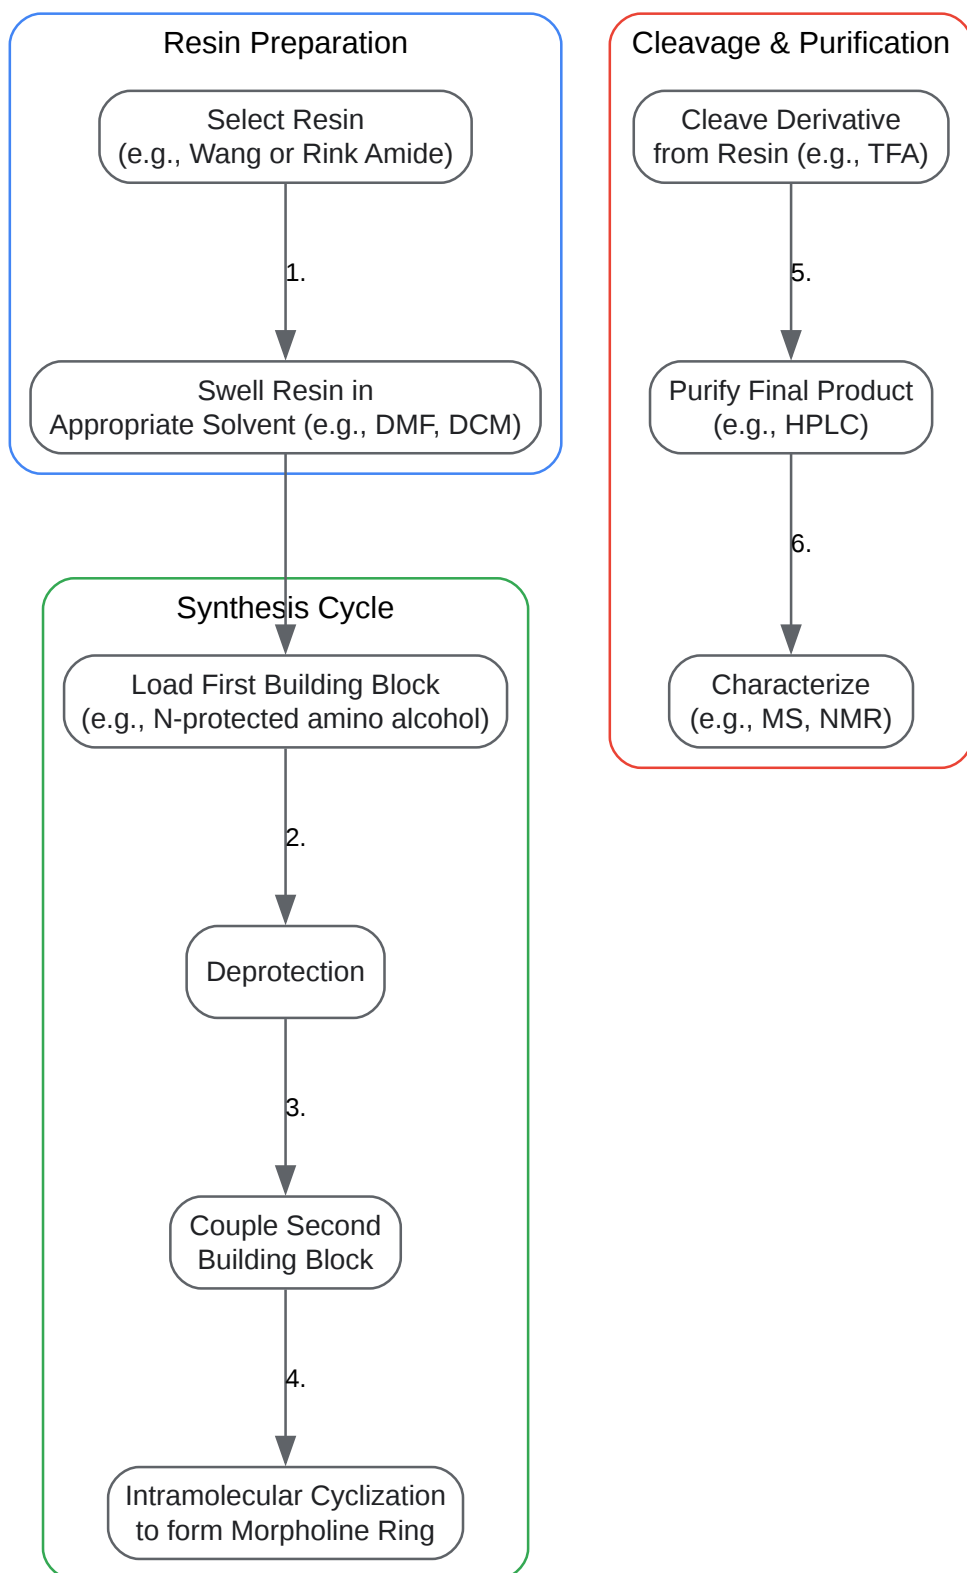 Resin Preparation
Select Resin
(e.g., Wang or Rink Amide)
1.
Swell Resin in
Appropriate Solvent (e.g., DMF, DCM)
Synthesis Cycle
Load First Building Block
(e.g., N-protected amino alcohol)
2.
Deprotection
3.
Couple Second
Building Block
4.
Intramolecular Cyclization
to form Morpholine Ring
Cleavage & Purification
Cleave Derivative
from Resin (e.g., TFA)
5.
Purify Final Product
(e.g., HPLC)
6.
Characterize
(e.g., MS, NMR)